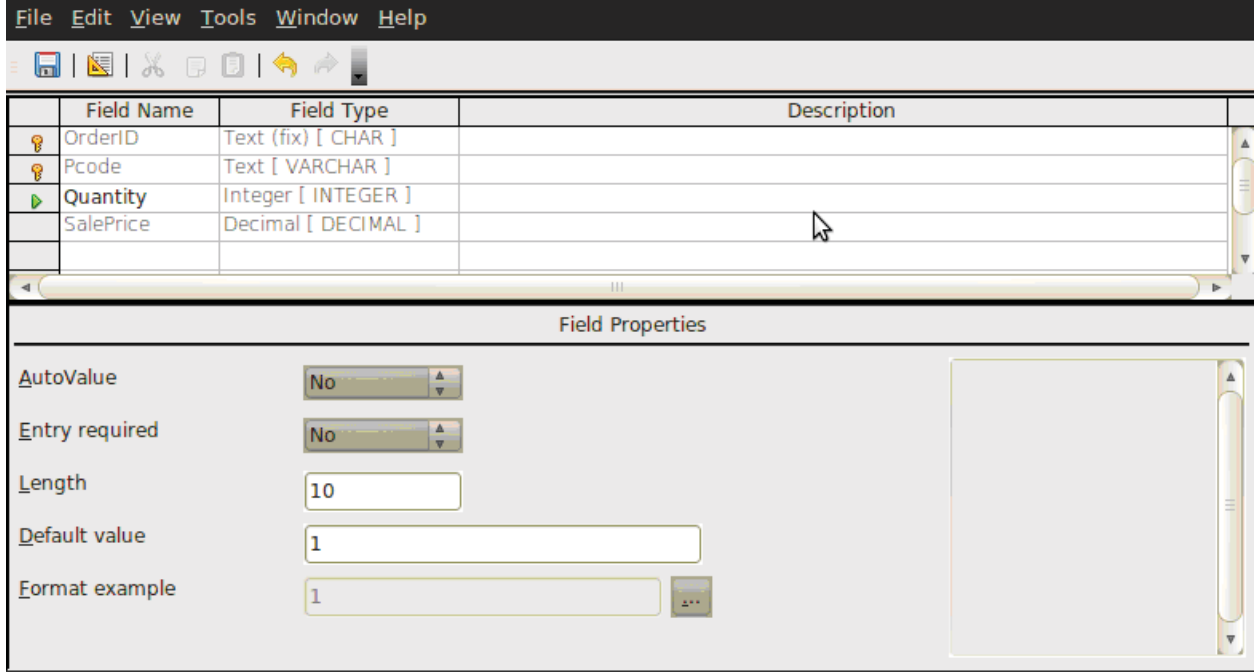 File Edit View Tools Window Help
Field Name Field Type Description
OrderID Text (fix) [ CHAR ]
Pcode Text [ VARCHAR ]
Quantity Integer [ INTEGER ]
SalePrice Decimal [ DECIMAL ]
Field Properties
AutoValue No
Entry required No
Length 10
Default value 1
Format example 1 ...